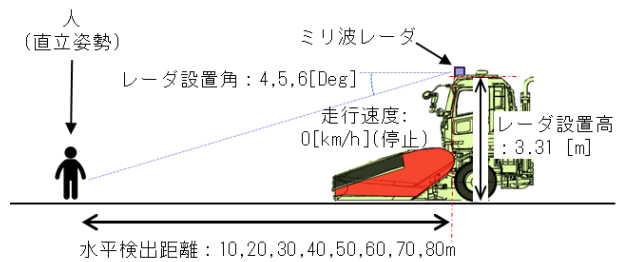 人
(直立姿勢)
ミリ波レーダ
レーダ設置角：4,5,6[Deg]
走行速度:
0[km/h](停止)
レーダ設置高
：3.31 [m]
水平検出距離：10,20,30,40,50,60,70,80m